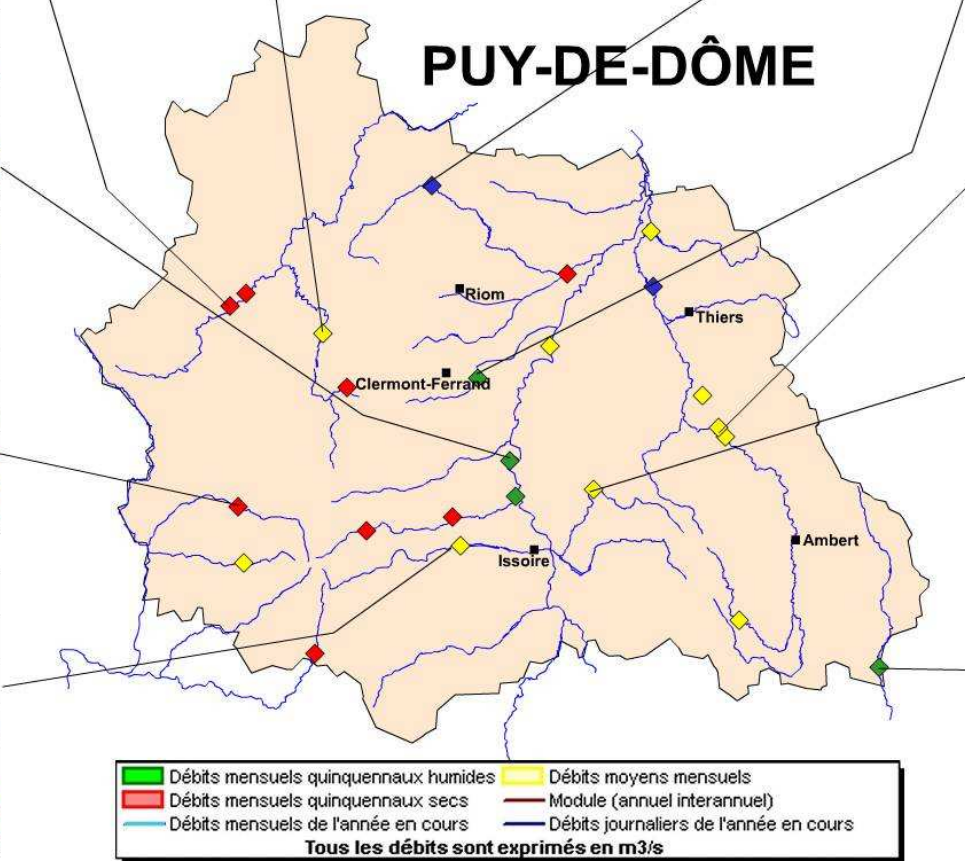 PUY-DE-DÔME
Riom
Thiers
Clermont-Ferrand
Ambert
Issoire
Débits mensuels quinquennaux humides
Débits moyens mensuels
Débits mensuels quinquennaux secs
Module (annuel interannuel)
Débits mensuels de l'année en cours
Débits journaliers de l'année en cours
Tous les débits sont exprimés en m3/s